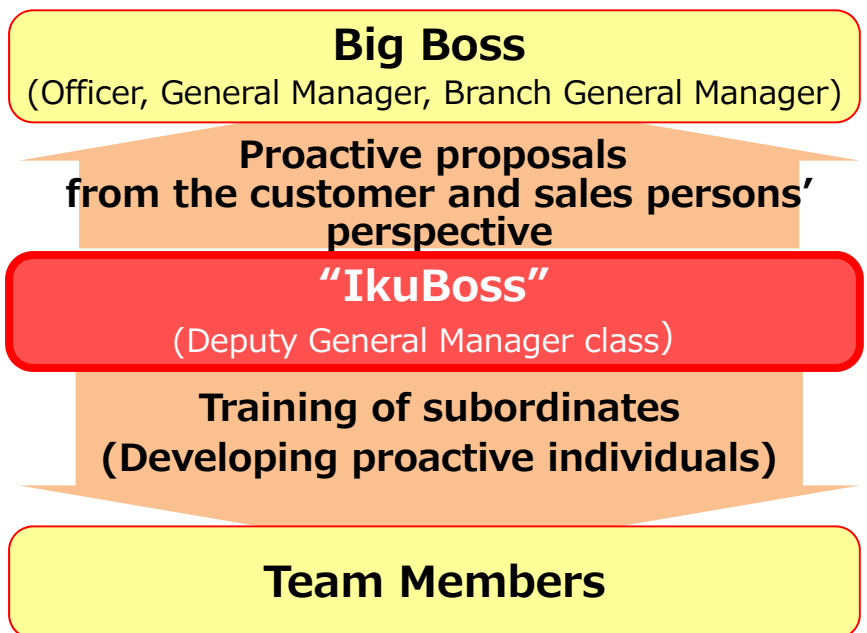 Big Boss
(Officer, General Manager, Branch General Manager)
Proactive proposals
from the customer and sales persons’
perspective
“IkuBoss”
(Deputy General Manager class)
Training of subordinates
(Developing proactive individuals)
Team Members